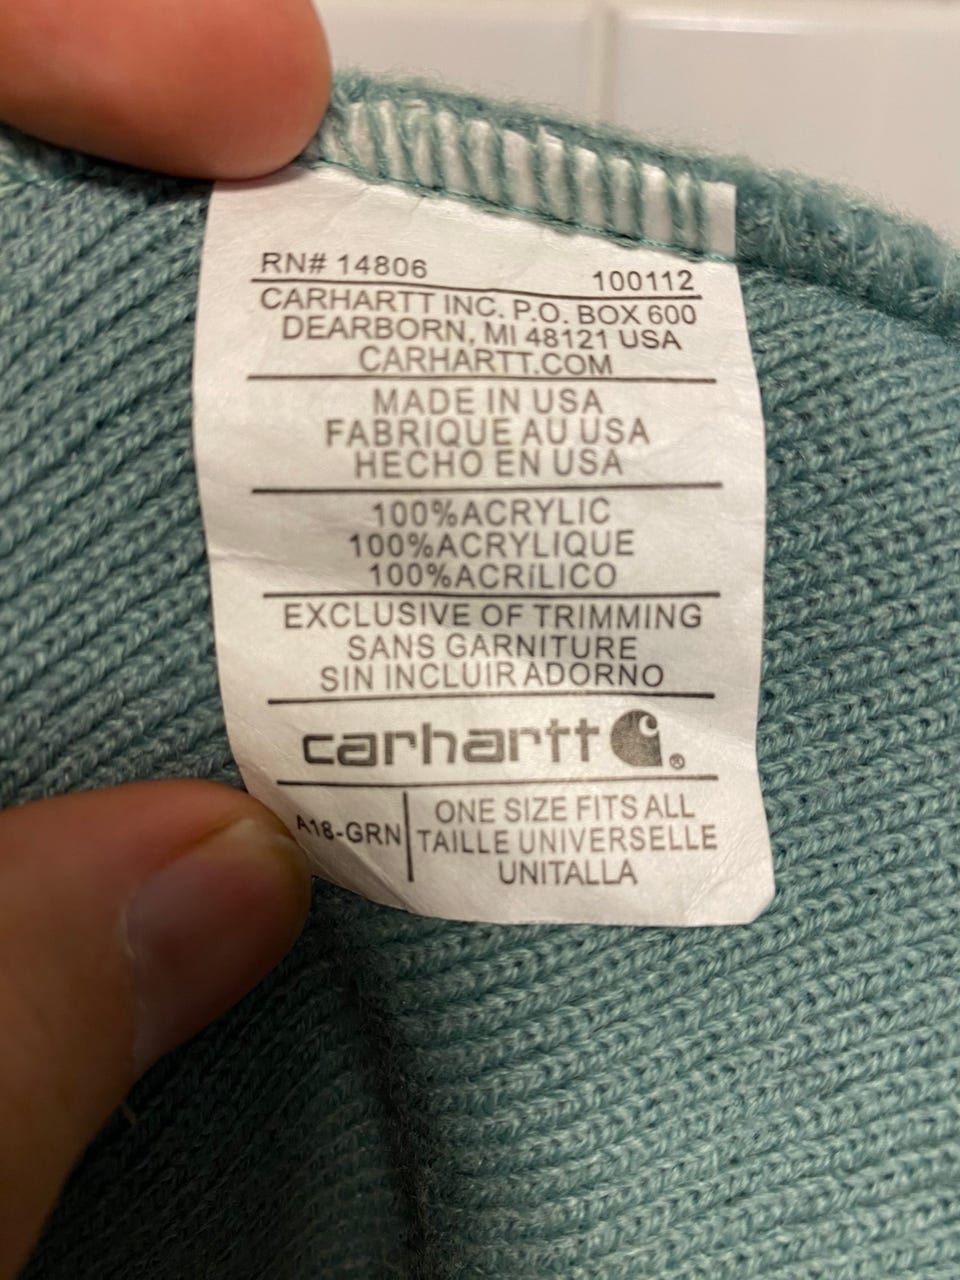 RN# 14806 100112
CARHARTT INC. P.O. BOX 600
DEARBORN, MI 48121 USA
CARHARTT.COM
MADE IN USA
FABRIQUE AU USA
HECHO EN USA
100%ACRYLIC
100%ACRYLIQUE
100%ACRÍLICO
EXCLUSIVE OF TRIMMING
SANS GARNITURE
SIN INCLUIR ADORNO
carhartt ®
A18-GRN
ONE SIZE FITS ALL
TAILLE UNIVERSELLE
UNITALLA